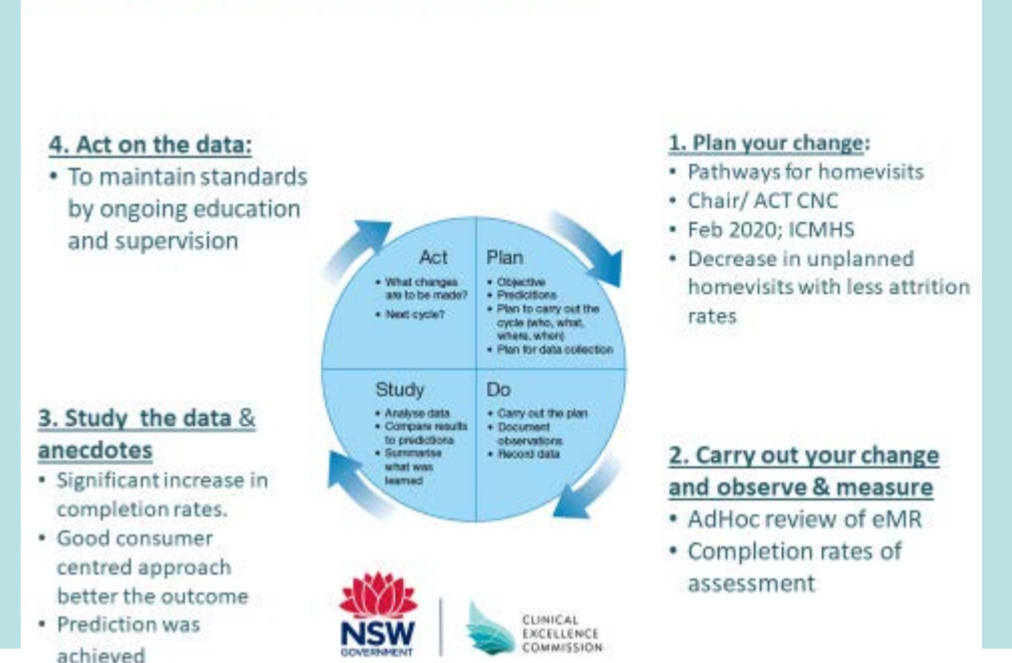 4. Act on the data:
• To maintain standards
by ongoing education
and supervision
1. Plan your change:
• Pathways for homevisits
• Chair/ ACT CNC
• Feb 2020; ICMHS
• Decrease in unplanned
homevisits with less attrition
rates
Act
• What changes
are to be made?
• Next cycle?
Plan
• Objective
• Predicitions
• Plan to carry out the
cycle (who, what,
where, when)
• Plan for data collection
Study
• Analyse data
• Compare results
to predictions
• Summarise
what was
learned
Do
• Carry out the plan
• Document
observations
• Record data
3. Study the data &
anecdotes
• Significant increase in
completion rates.
• Good consumer
centred approach
better the outcome
• Prediction was
achieved
2. Carry out your change
and observe & measure
• AdHoc review of eMR
• Completion rates of
assessment
NSW
GOVERNMENT
CLINICAL
EXCELLENCE
COMMISSION